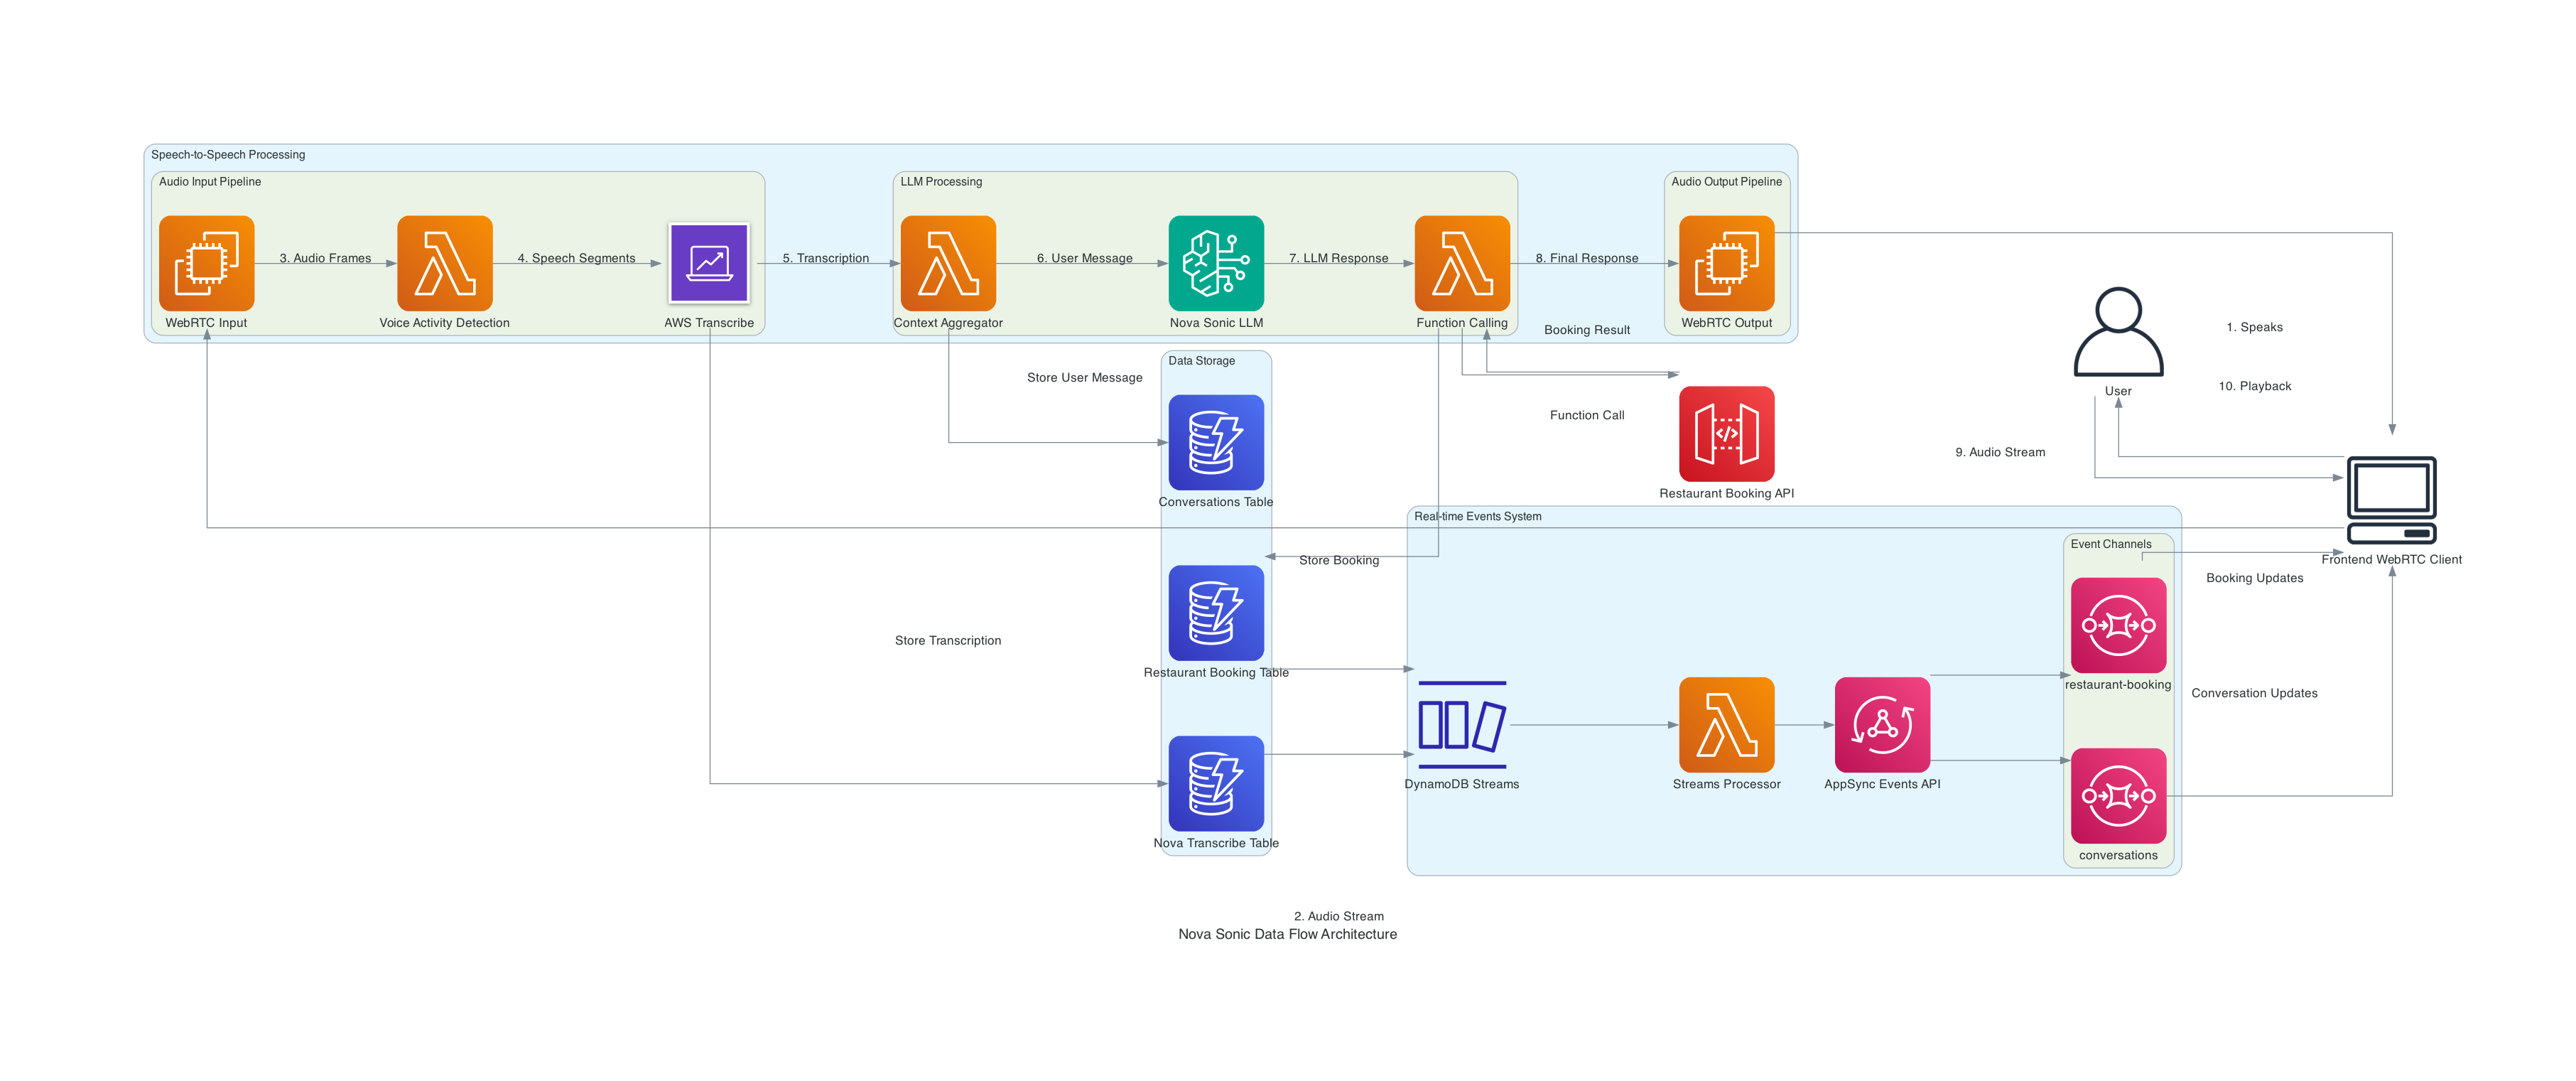 Speech-to-Speech Processing
Audio Input Pipeline
LLM Processing
Audio Output Pipeline
3. Audio Frames
4. Speech Segments
5. Transcription
6. User Message
7. LLM Response
8. Final Response
WebRTC Input
Voice Activity Detection
AWS Transcribe
Context Aggregator
Nova Sonic LLM
Function Calling
WebRTC Output
Booking Result
1. Speaks
Data Storage
Store User Message
10. Playback
User
Function Call
9. Audio Stream
Restaurant Booking API
Conversations Table
Real-time Events System
Event Channels
Store Booking
Frontend WebRTC Client
Booking Updates
Store Transcription
Restaurant Booking Table
restaurant-booking
Conversation Updates
DynamoDB Streams
Streams Processor
AppSync Events API
Nova Transcribe Table
conversations
2. Audio Stream
Nova Sonic Data Flow Architecture